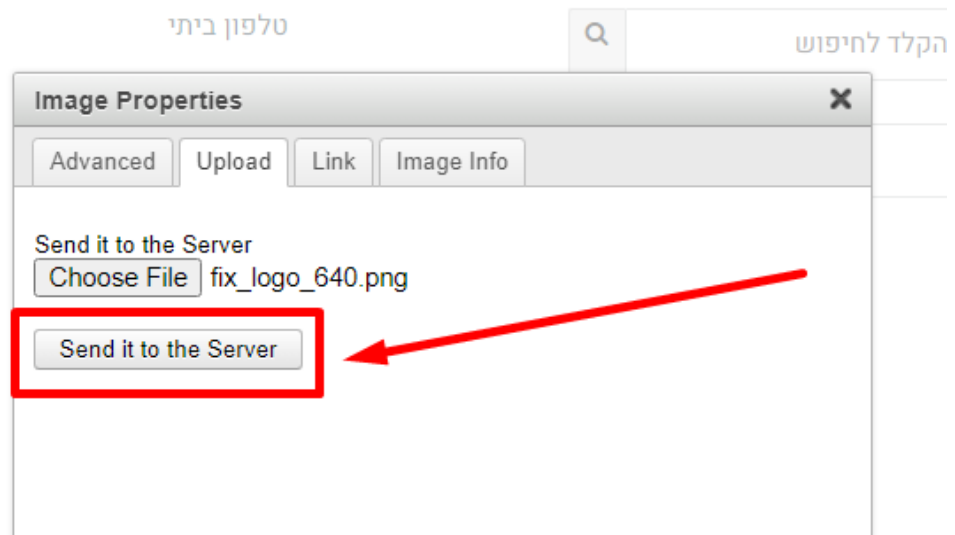 טלפון ביתי
הקלד לחיפוש
Image Properties
Advanced Upload Link Image Info
Send it to the Server
Choose File fix_logo_640.png
Send it to the Server